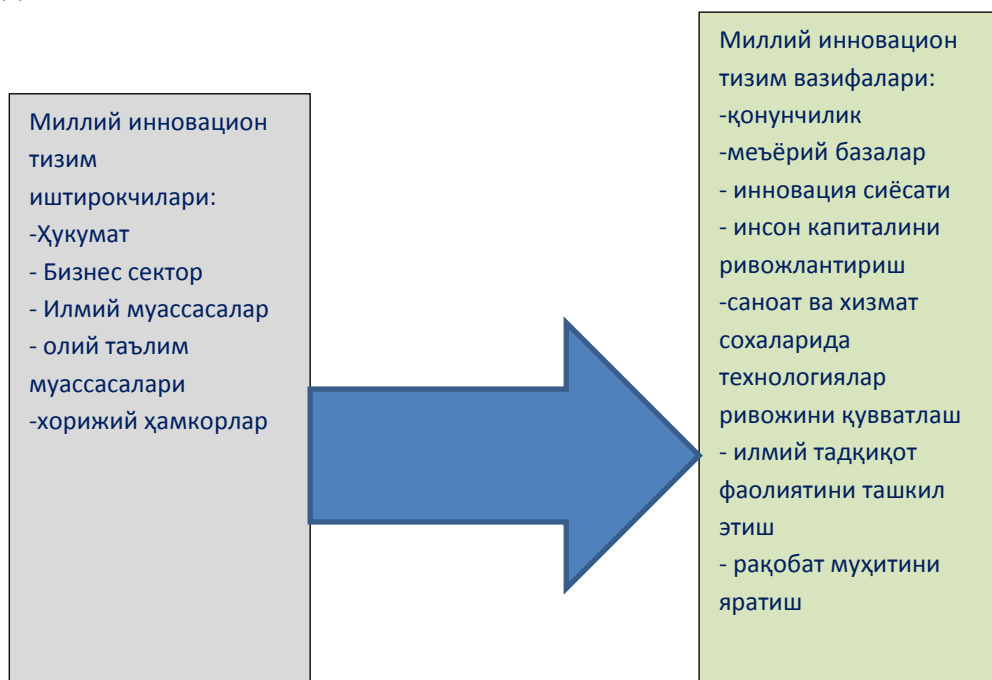 Миллий инновацион
тизим
иштирокчилари:
-Ҳукумат
- Бизнес сектор
- Илмий муассасалар
- олий таълим
муассасалари
-хорижий ҳамкорлар
Миллий инновацион
тизим вазифалари:
-қонунчилик
-меъёрий базалар
- инновация сиёсати
- инсон капиталини
ривожлантириш
-саноат ва хизмат
сохаларида
технологиялар
ривожини қувватлаш
- илмий тадқиқот
фаолиятини ташкил
этиш
- рақобат муҳитини
яратиш